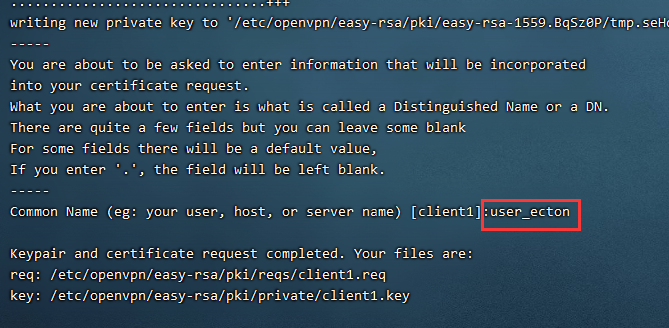 ................................+++
writing new private key to '/etc/openvpn/easy-rsa/pki/easy-rsa-1559.BqSz0P/tmp.seHo
-----
You are about to be asked to enter information that will be incorporated
into your certificate request.
What you are about to enter is what is called a Distinguished Name or a DN.
There are quite a few fields but you can leave some blank
For some fields there will be a default value,
If you enter '.', the field will be left blank.
-----
Common Name (eg: your user, host, or server name) [client1]:user_ecton
Keypair and certificate request completed. Your files are:
req: /etc/openvpn/easy-rsa/pki/reqs/client1.req
key: /etc/openvpn/easy-rsa/pki/private/client1.key